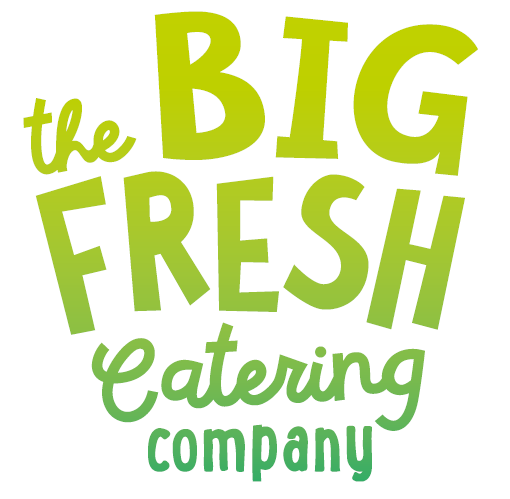 the BIG
FRESH
Catering
company